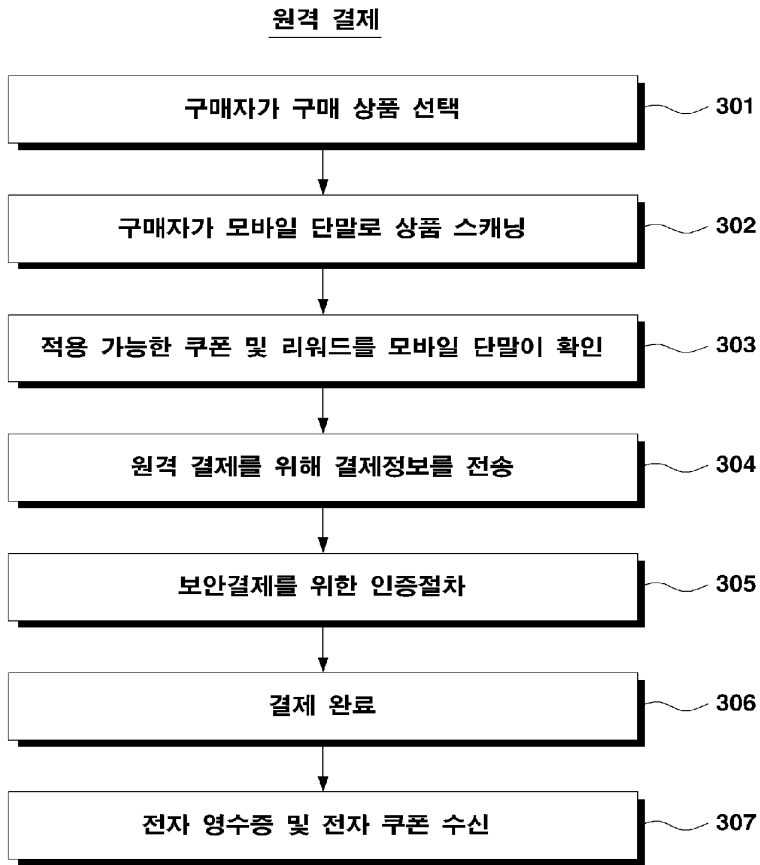 원격 결제
구매자가 구매 상품 선택 301
구매자가 모바일 단말로 상품 스캐닝 302
적용 가능한 쿠폰 및 리워드를 모바일 단말이 확인 303
원격 결제를 위해 결제정보를 전송 304
보안결제를 위한 인증절차 305
결제 완료 306
전자 영수증 및 전자 쿠폰 수신 307